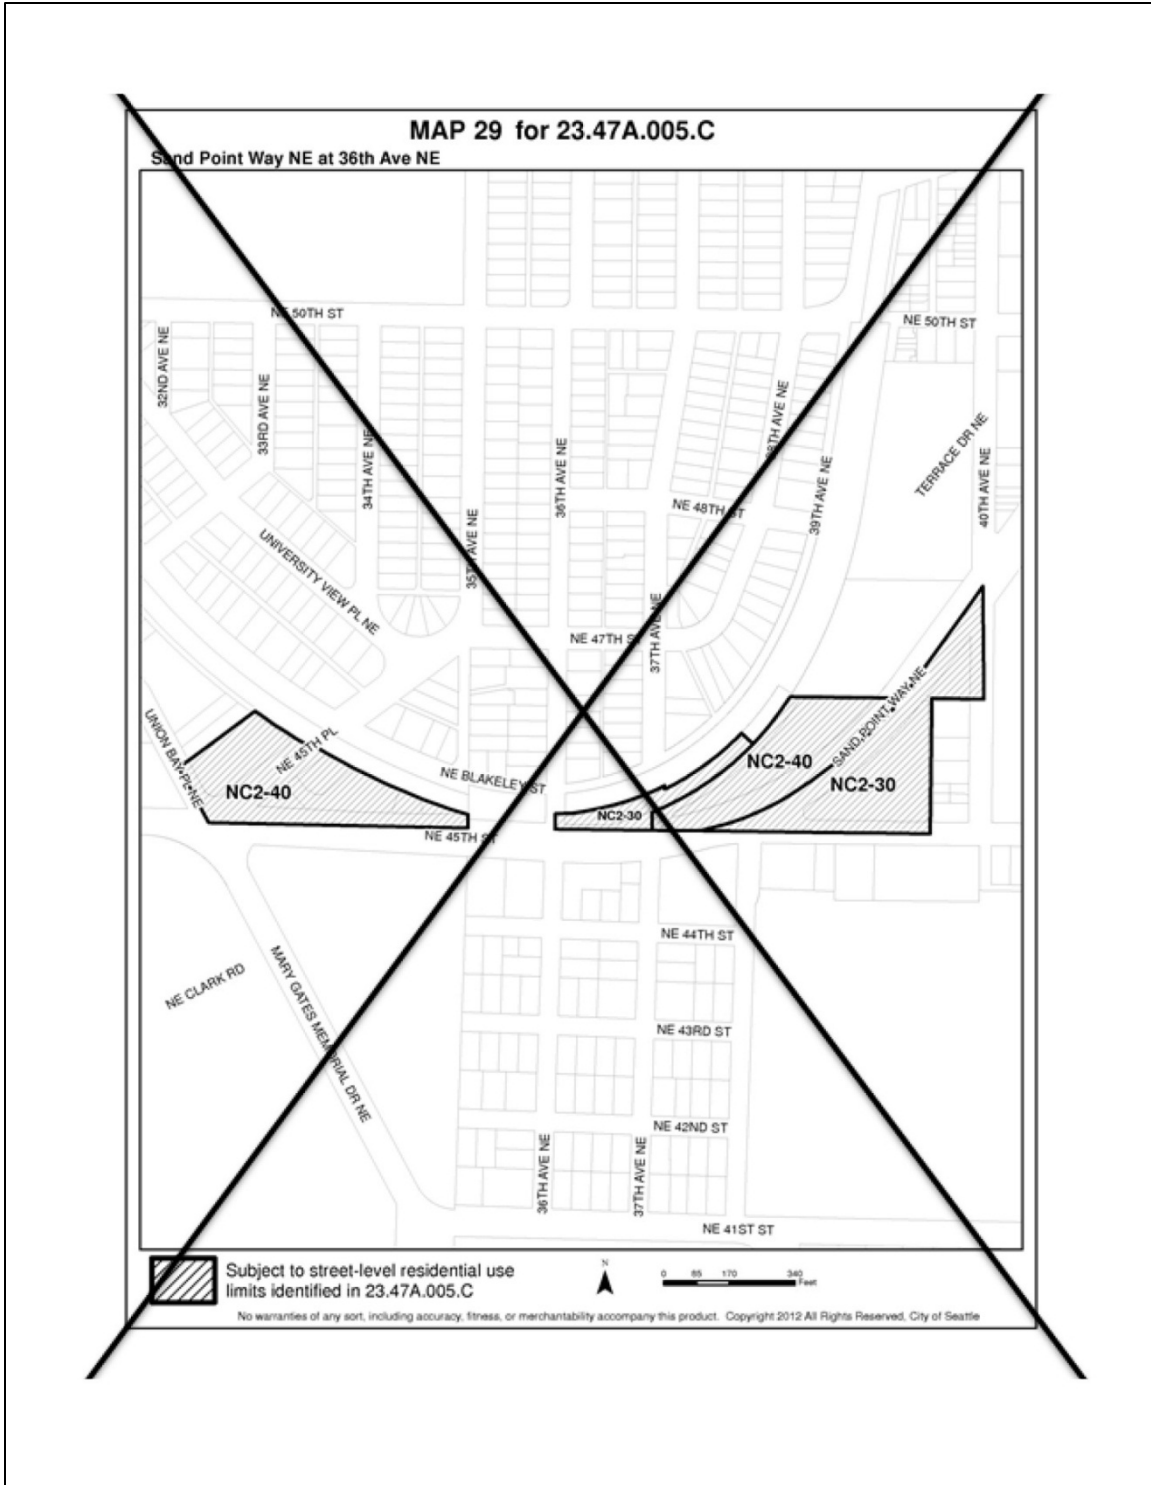 MAP 29 for 23.47A.005.C
Sand Point Way NE at 36th Ave NE
NE 50TH ST
NE 50TH ST
32ND AVE NE
33RD AVE NE
34TH AVE NE
35TH AVE NE
36TH AVE NE
38TH AVE NE
39TH AVE NE
TERRACE DR NE
40TH AVE NE
NE 48TH ST
UNIVERSITY VIEW PL NE
NE 47TH ST
37TH AVE NE
UNION BAY PL NE
NE 45TH PL
NC2-40
NE BLAKELEY ST
NE 45TH ST
NC2-30
NC2-40
SAND POINT WAY NE
NC2-30
NE 44TH ST
NE CLARK RD
MARY GATES MEMORIAL DR NE
NE 43RD ST
NE 42ND ST
36TH AVE NE
37TH AVE NE
NE 41ST ST
Subject to street-level residential use
limits identified in 23.47A.005.C
N
0 85 170 340
Feet
No warranties of any sort, including accuracy, fitness, or merchantability accompany this product. Copyright 2012 All Rights Reserved, City of Seattle